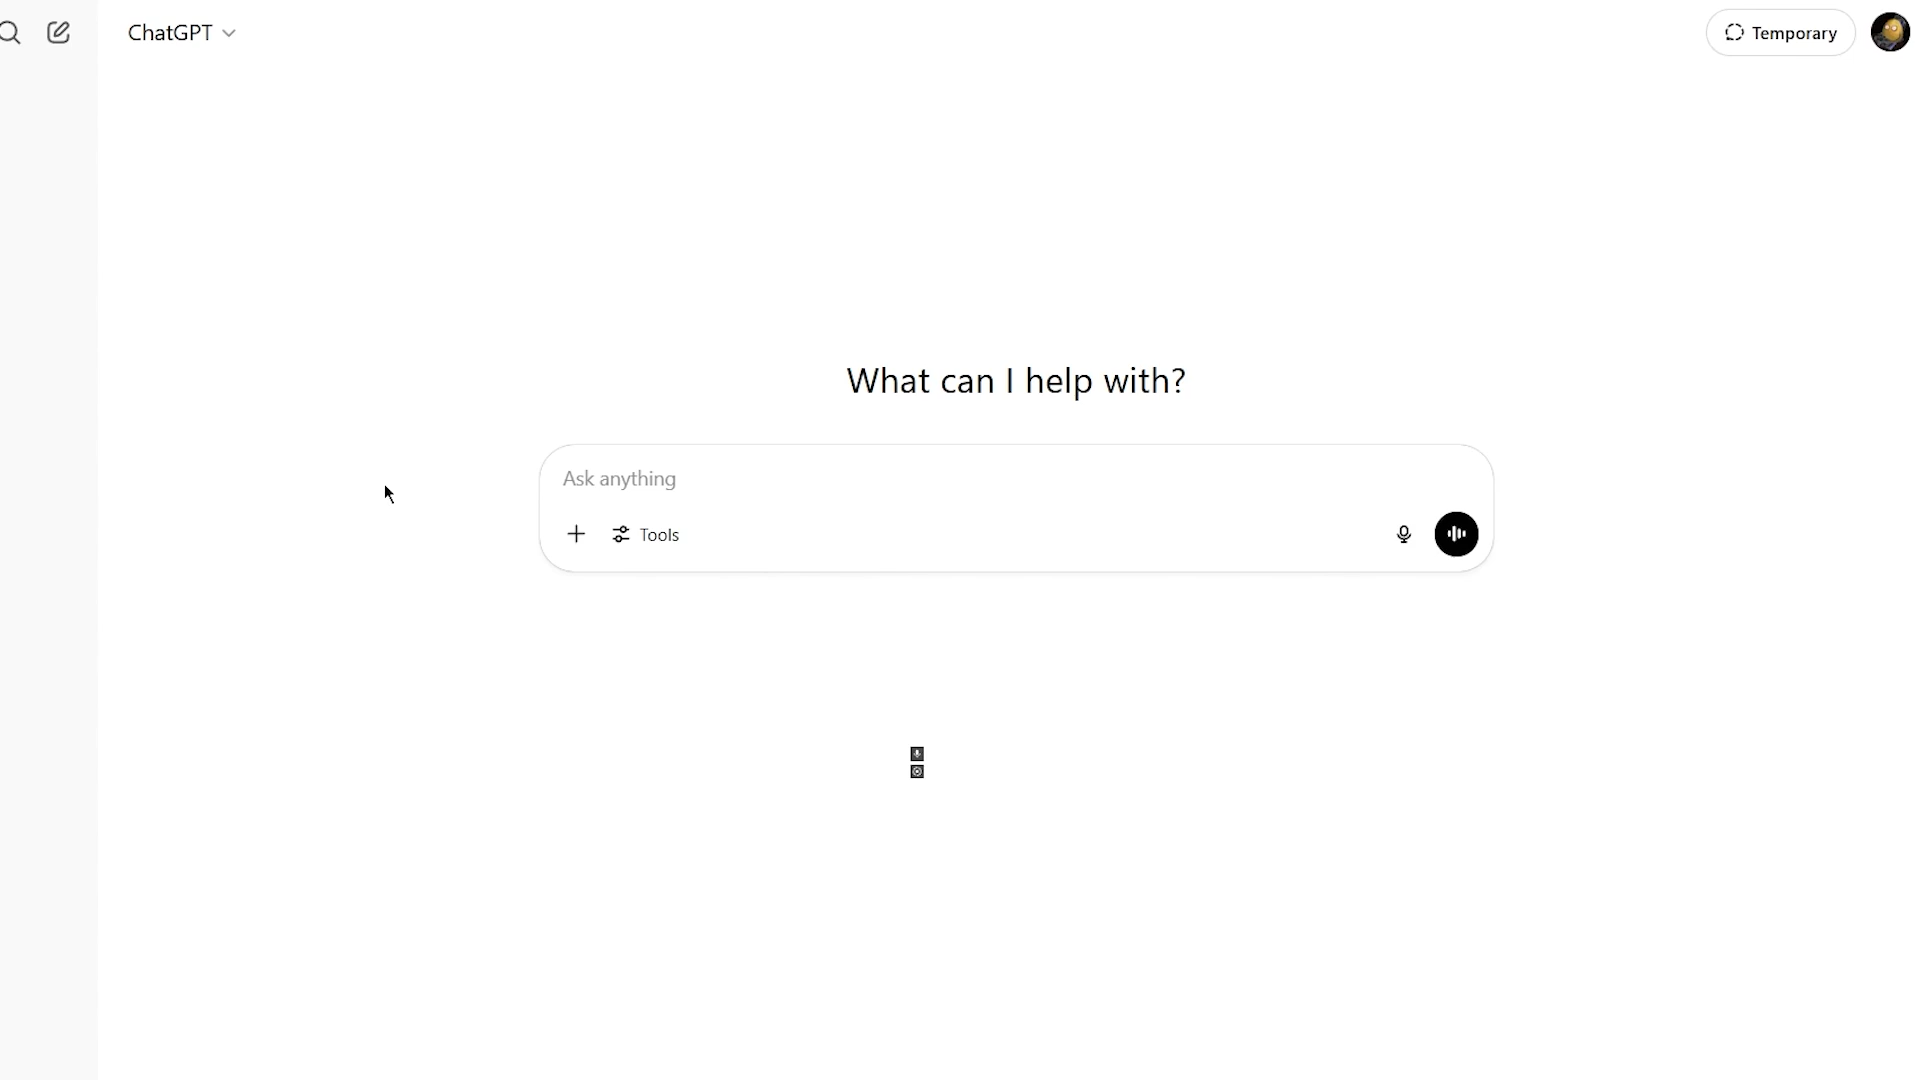 ChatGPT
Temporary
What can I help with?
Ask anything
Tools